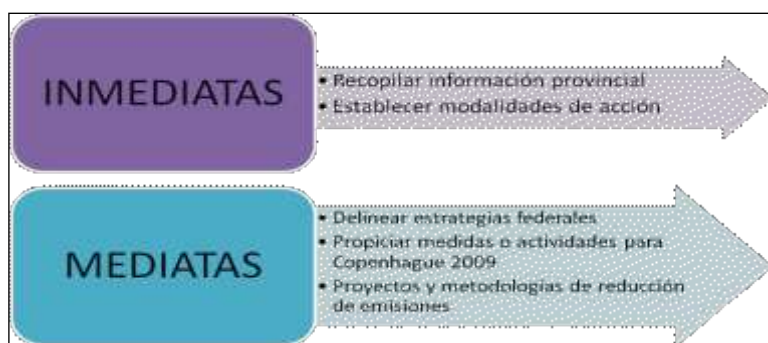 INMEDIATAS
• Recopilar información provincial
• Establecer modalidades de acción
MEDIATAS
• Delinear estrategias federales
• Propiciar medidas o actividades para
Copenhague 2009
• Proyectos y metodologías de reducción
de emisiones